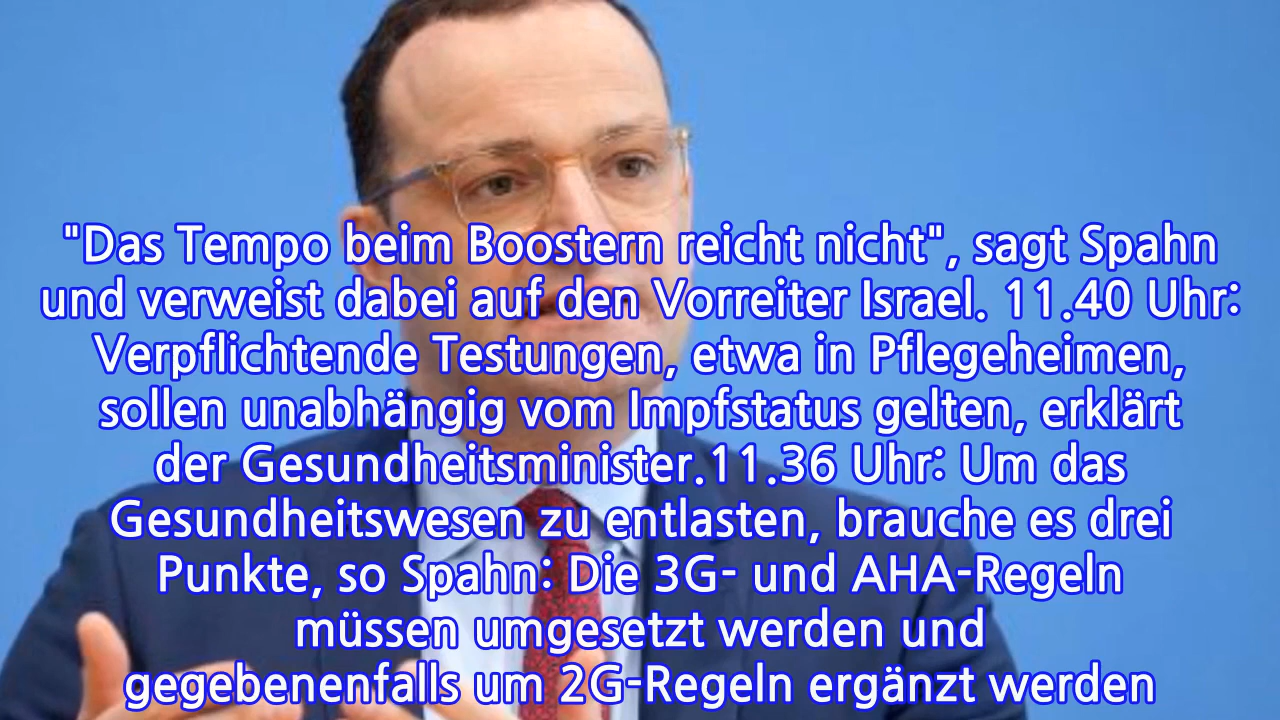 "Das Tempo beim Boostern reicht nicht", sagt Spahn
und verweist dabei auf den Vorreiter Israel. 11.40 Uhr:
Verpflichtende Testungen, etwa in Pflegeheimen,
sollen unabhängig vom Impfstatus gelten, erklärt
der Gesundheitsminister.11.36 Uhr: Um das
Gesundheitswesen zu entlasten, brauche es drei
Punkte, so Spahn: Die 3G- und AHA-Regeln
müssen umgesetzt werden und
gegebenenfalls um 2G-Regeln ergänzt werden